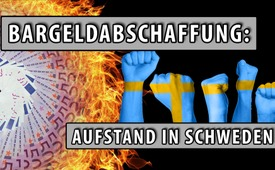 BARGELDABSCHAFFUNG:
AUFSTAND IN SCHWEDEN